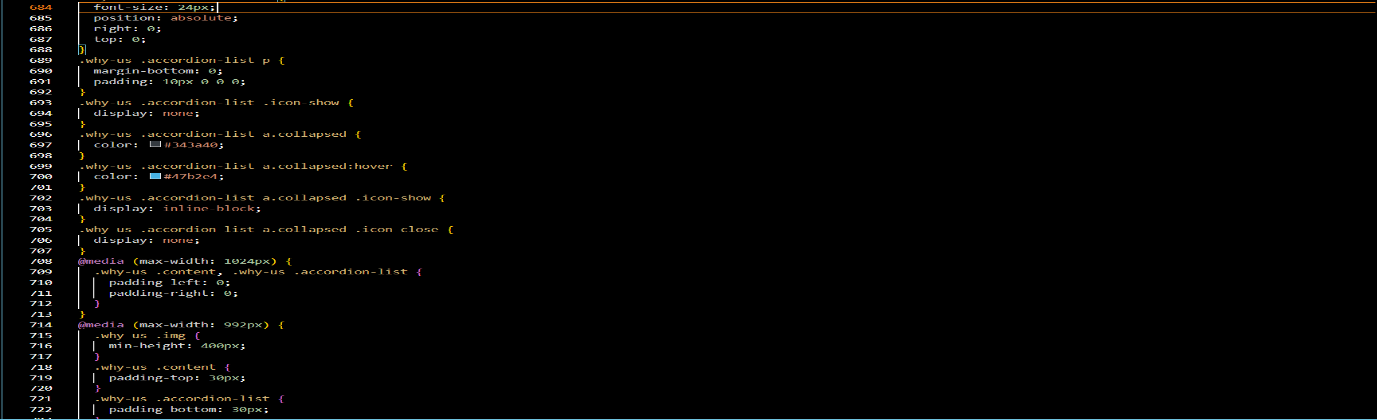 684 font-size: 24px;
685 position: absolute;
686 right: 0;
687 top: 0;
688 }
689 .why-us .accordion-list p {
690 margin-bottom: 0;
691 padding: 10px 0 0 0;
692 }
693 .why-us .accordion-list .icon-show {
694 display: none;
695 }
696 .why-us .accordion-list a.collapsed {
697 color: #343a40;
698 }
699 .why-us .accordion-list a.collapsed:hover {
700 color: #47b2e4;
701 }
702 .why-us .accordion-list a.collapsed .icon-show {
703 display: inline-block;
704 }
705 .why-us .accordion-list a.collapsed .icon-close {
706 display: none;
707 }
708 @media (max-width: 1024px) {
709 .why-us .content, .why-us .accordion-list {
710 padding-left: 0;
711 padding-right: 0;
712 }
713 }
714 @media (max-width: 992px) {
715 .why-us .img {
716 min-height: 400px;
717 }
718 .why-us .content {
719 padding-top: 30px;
720 }
721 .why-us .accordion-list {
722 padding-bottom: 30px;